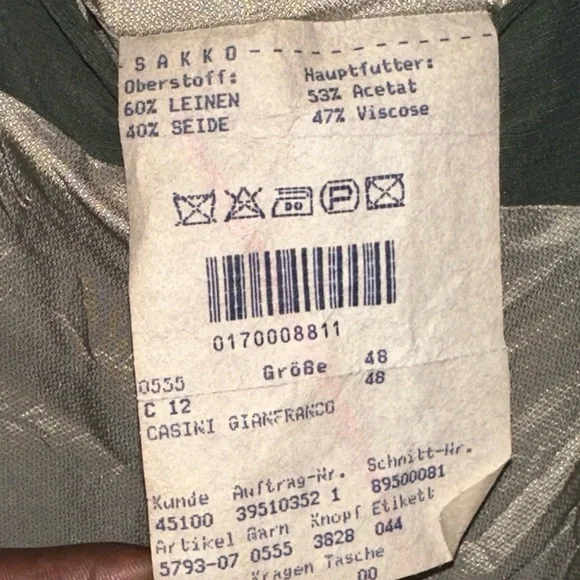 - S A K K O - - - - - - - - - - - - - -
Oberstoff: Hauptfutter:
60% LEINEN 53% Acetat
40% SEIDE 47% Viscose
P
0170008811
0555 Größe 48
C 12 48
CASINI GIANFRANCO
Kunde Auftrag-Nr. Schnitt-Nr.
45100 39510352 1 89500081
Artikel Garn Knopf Etikett
5793-07 0555 3828 044
Kragen Tasche
00